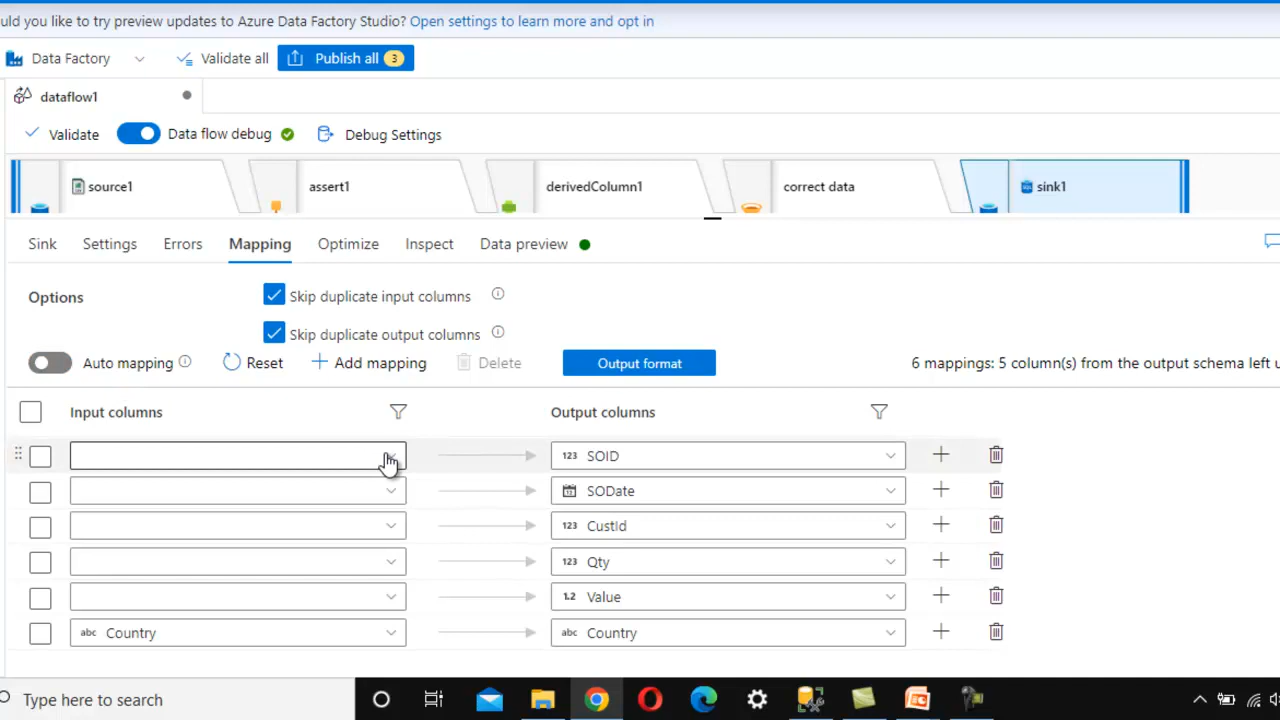 uld you like to try preview updates to Azure Data Factory Studio? Open settings to learn more and opt in
Data Factory Validate all Publish all 3
dataflow1
Validate Data flow debug Debug Settings
source1 assert1 derivedColumn1 correct data sink1
Sink Settings Errors Mapping Optimize Inspect Data preview
Options Skip duplicate input columns
Skip duplicate output columns
Auto mapping Reset Add mapping Delete Output format 6 mappings: 5 column(s) from the output schema left u
Input columns Output columns
123 SOID
SODate
123 CustId
123 Qty
1.2 Value
abc Country abc Country
Type here to search